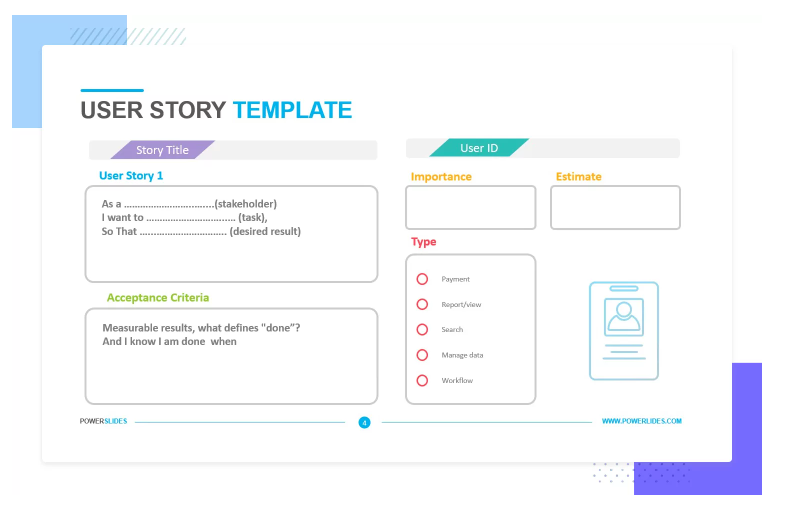 USER STORY TEMPLATE
Story Title
User Story 1
As a ……………………..…..(stakeholder)
I want to ……………………..…... (task),
So That ………………………….. (desired result)
Acceptance Criteria
Measurable results, what defines "done"?
And I know I am done  when
User ID
Importance
Estimate
Type
Payment
Report/view
Search
Manage data
Workflow
POWERSLIDES
4
WWW.POWERLIDES.COM